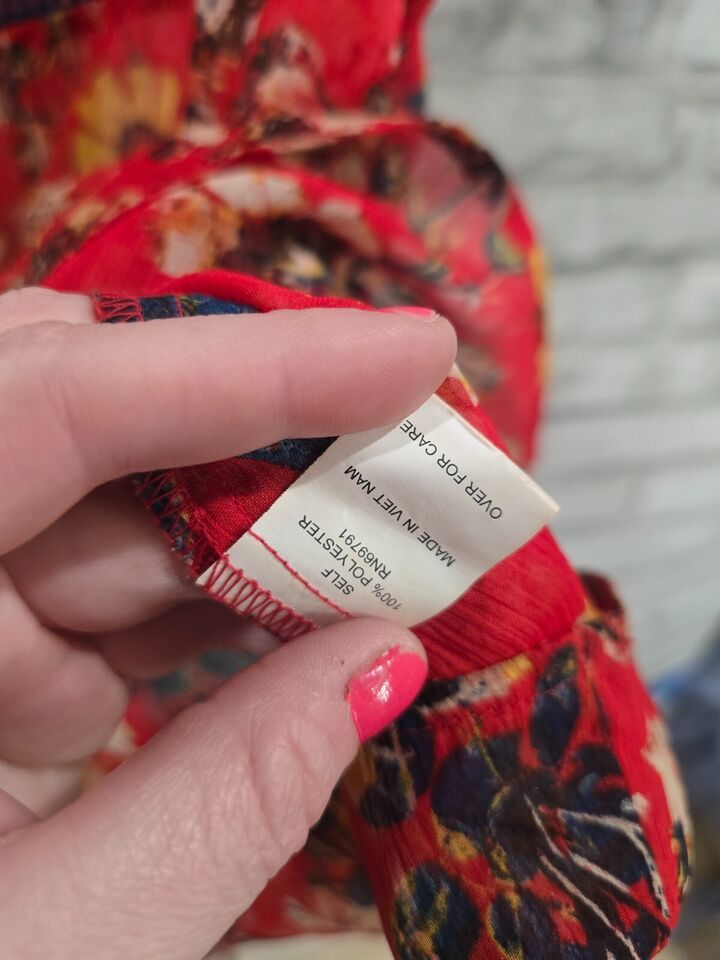 SELF
100% POLYESTER
RN69791
MADE IN VIET NAM
OVER FOR CARE